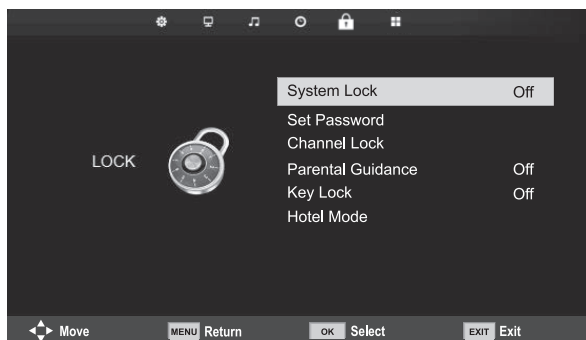 System Lock Off
Set Password
Channel Lock
LOCK
Parental Guidance Off
Key Lock Off
Hotel Mode
Move MENU Return OK Select EXIT Exit